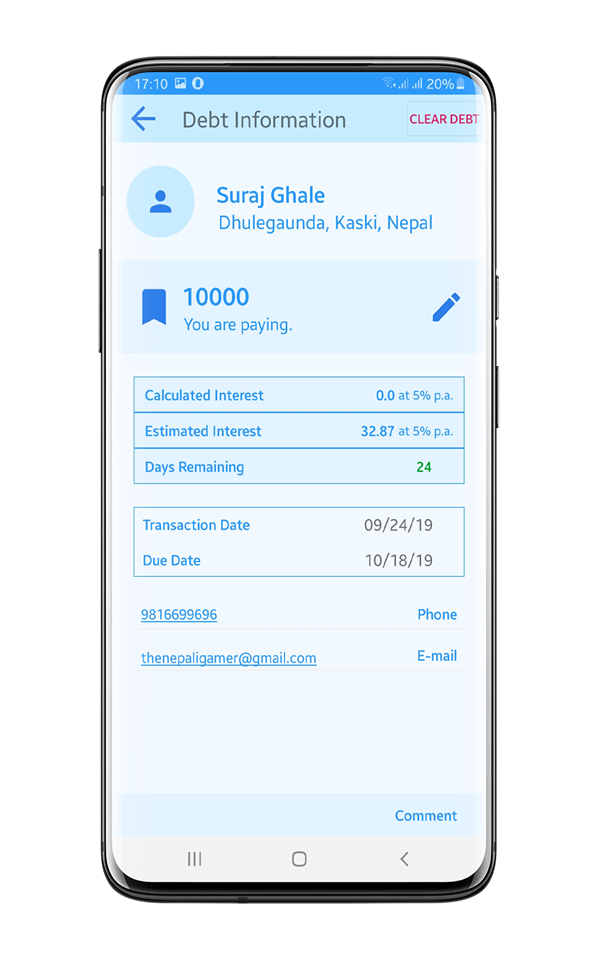 17:10 20%
Debt Information CLEAR DEBT
Suraj Ghale
Dhulegaunda, Kaski, Nepal
10000
You are paying.
Calculated Interest 0.0 at 5% p.a.
Estimated Interest 32.87 at 5% p.a.
Days Remaining 24
Transaction Date 09/24/19
Due Date 10/18/19
9816699696 Phone
thenepaligamer@gmail.com E-mail
Comment